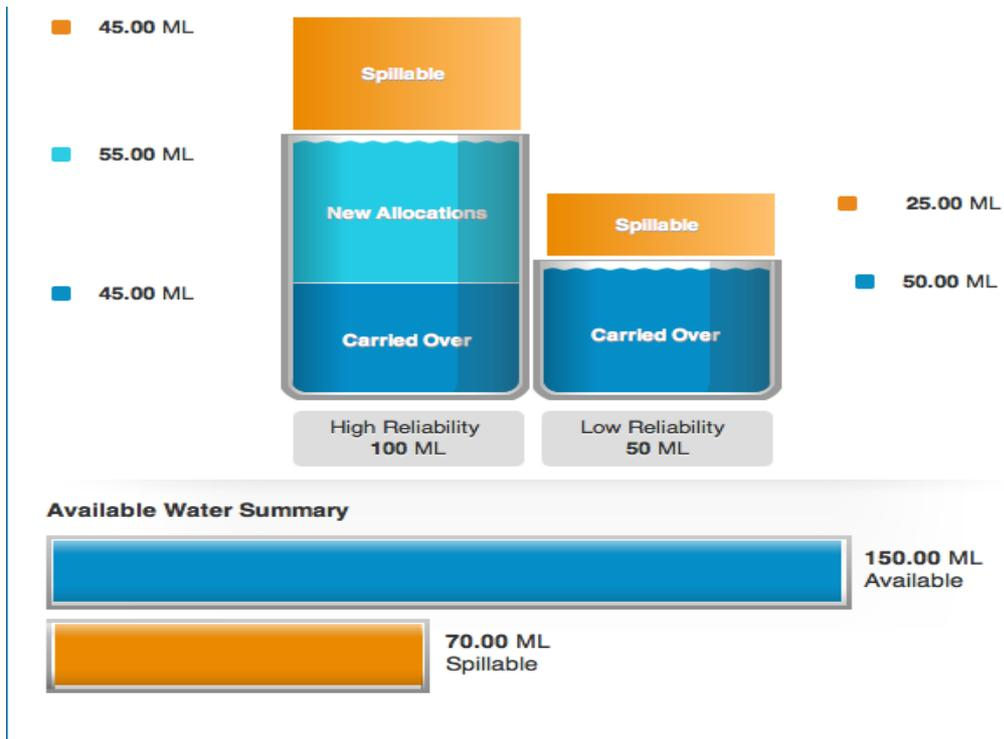 45.00 ML
Spillable
55.00 ML
New Allocations
Spillable
25.00 ML
50.00 ML
45.00 ML
Carried Over
Carried Over
High Reliability
100 ML
Low Reliability
50 ML
Available Water Summary
150.00 ML
Available
70.00 ML
Spillable